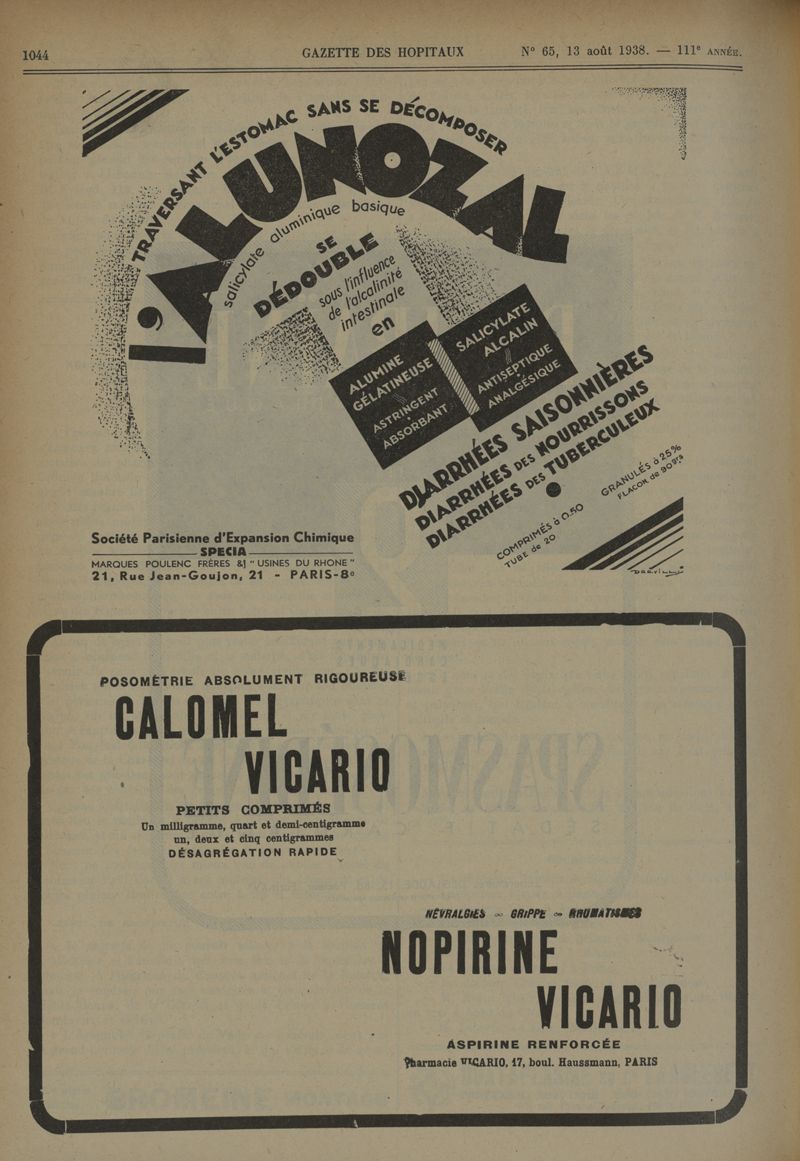 1044
GAZETTE DES HOPITAUX
N° 65, 13 août 1938. — 111e ANNÉE.
TRAVERSANT L'ESTOMAC SANS SE DÉCOMPOSER
l'ALUNOZAL
salicylate aluminique basique
SE
DÉDOUBLE
sous l'influence
de l'alcalinité
intestinale
en
ALUMINE
GÉLATINEUSE
ASTRINGENT
ABSORBANT
SALICYLATE
ALCALIN
ANTISEPTIQUE
ANALGÉSIQUE
DIARRHÉES SAISONNIÈRES
DIARRHÉES DES NOURRISSONS
DIARRHÉES DES TUBERCULEUX
COMPRIMÉS à 0.50
TUBE de 20
GRANULÉS à 25%
FLACON de 90grs
Société Parisienne d'Expansion Chimique
SPECIA
MARQUES POULENC FRÈRES & "USINES DU RHONE"
21, Rue Jean-Goujon, 21 - PARIS-8e
POSOMÉTRIE ABSOLUMENT RIGOUREUSE
CALOMEL
VICARIO
PETITS COMPRIMÉS
Un milligramme, quart et demi-centigramme
un, deux et cinq centigrammes
DÉSAGRÉGATION RAPIDE
NÉVRALGIES - GRIPPE - RHUMATISMES
NOPIRINE
VICARIO
ASPIRINE RENFORCÉE
Pharmacie VICARIO, 17, boul. Haussmann, PARIS